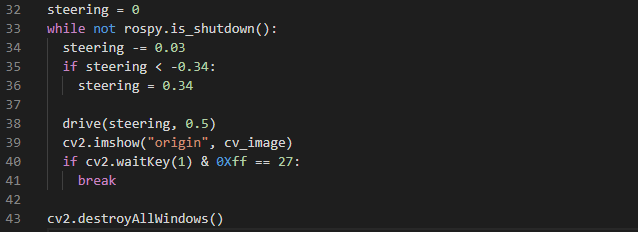 32 steering = 0
33 while not rospy.is_shutdown():
34   steering -= 0.03
35   if steering < -0.34:
36     steering = 0.34
37
38   drive(steering, 0.5)
39   cv2.imshow("origin", cv_image)
40   if cv2.waitKey(1) & 0Xff == 27:
41     break
42
43 cv2.destroyAllWindows()